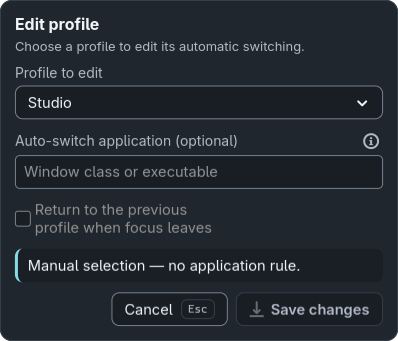 Edit profile
Choose a profile to edit its automatic switching.
Profile to edit
Studio
Auto-switch application (optional)
Window class or executable
Return to the previous
profile when focus leaves
Manual selection — no application rule.
Cancel Esc Save changes